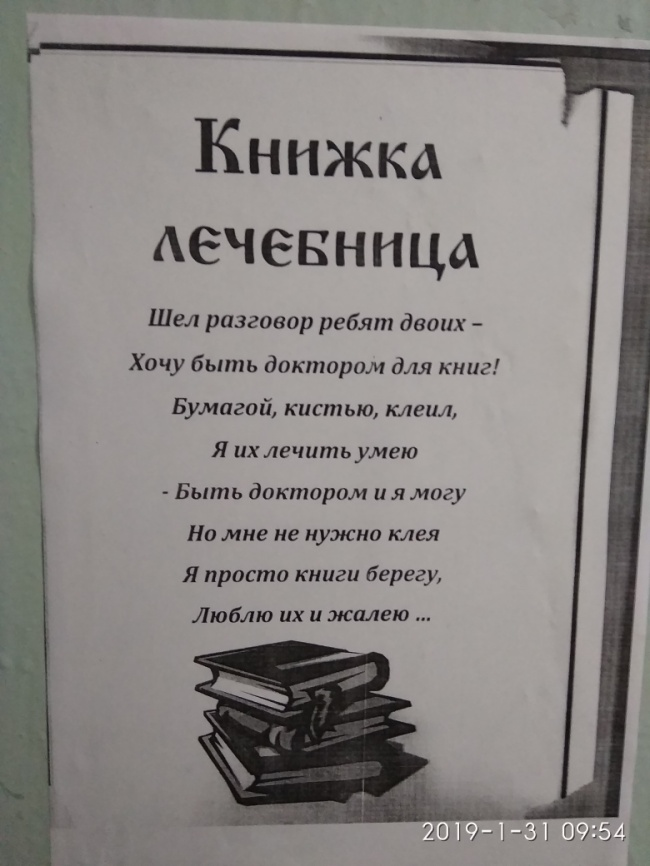 Книжка
лечебница
Шел разговор ребят двоих –
Хочу быть доктором для книг!
Бумагой, кистью, клеил,
Я их лечить умею
- Быть доктором и я могу
Но мне не нужно клея
Я просто книги берегу,
Люблю их и жалею ...
2019-1-31 09:54